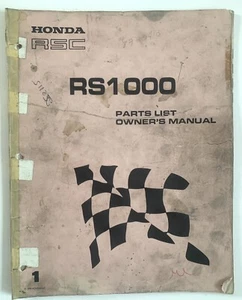 HONDA
RSC
RS1000
PARTS LIST
OWNER'S MANUAL
1